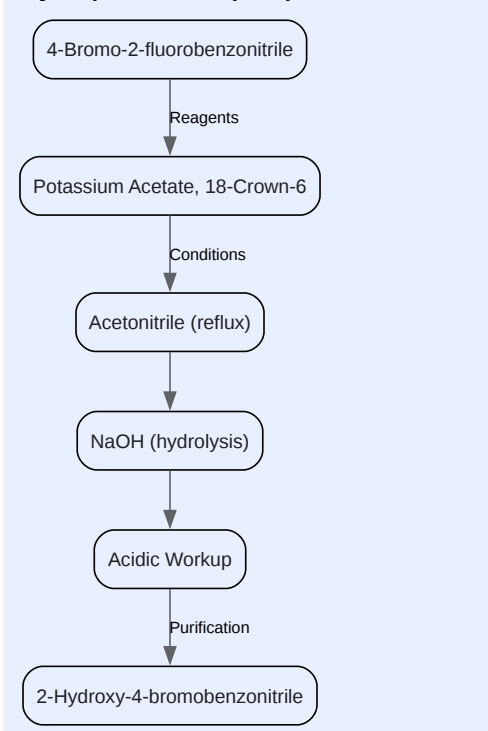 4-Bromo-2-fluorobenzonitrile
Reagents
Potassium Acetate, 18-Crown-6
Conditions
Acetonitrile (reflux)
NaOH (hydrolysis)
Acidic Workup
Purification
2-Hydroxy-4-bromobenzonitrile